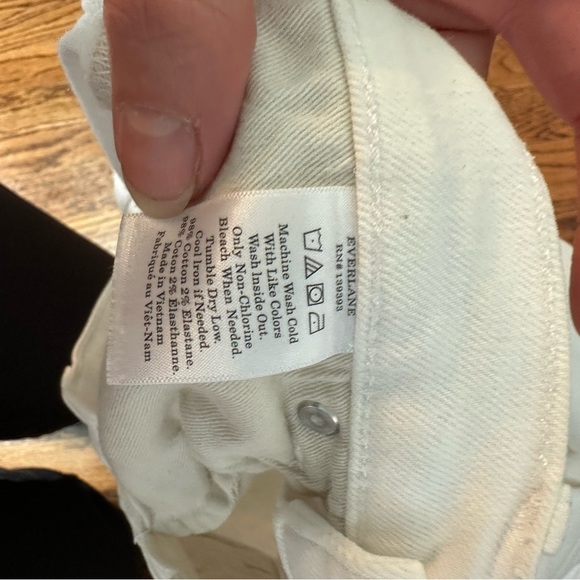 EVERLANE
RN# 139393
Machine Wash Cold
With Like Colors
Wash Inside Out.
Only Non-Chlorine
Bleach When Needed.
Tumble Dry Low.
Cool Iron if Needed.
98% Cotton 2% Elastane.
98% Coton 2% Elasthanne.
Made in Vietnam
Fabriqué au Viêt-Nam